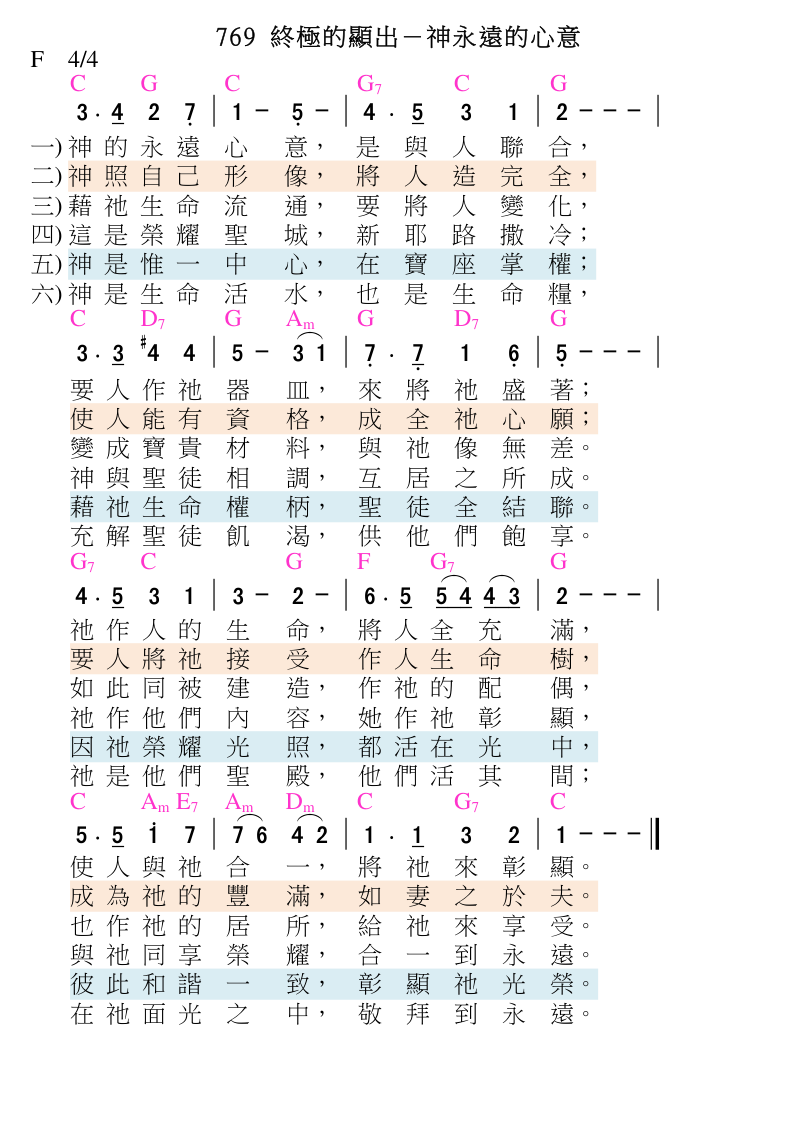 769 終極的顯出－神永遠的心意
F 4/4
C G C G7 C G
3 . 4 2 7 | 1 - 5 - | 4 . 5 3 1 | 2 - - - |
一) 神的永遠心意，是與人聯合，
二) 神照自己形像，將人造完全，
三) 藉祂生命流通，要將人變化，
四) 這是榮耀聖城，新耶路撒冷；
五) 神是惟一中心，在寶座掌權；
六) 神是生命活水，也是生命糧，
C D7 G Am G D7 G
3 . 3 #4 4 | 5 - 3 1 | 7 . 7 1 6 | 5 - - - |
要人作祂器皿，來將祂盛著；
使人能有資格，成全祂心願；
變成寶貴材料，與祂像無差。
神與聖徒相調，互居之所成。
藉祂生命權柄，聖徒全結聯。
充解聖徒飢渴，供他們飽享。
G7 C G F G7 G
4 . 5 3 1 | 3 - 2 - | 6 . 5 5 4 4 3 | 2 - - - |
祂作人的生命，將人全充滿，
要人將祂接受 作人生命樹，
如此同被建造，作祂的配偶，
祂作他們內容，她作祂彰顯，
因祂榮耀光照，都活在光中，
祂是他們聖殿，他們活其間；
C Am E7 Am Dm C G7 C
5 . 5 1 7 | 7 6 4 2 | 1 . 1 3 2 | 1 - - - ‖
使人與祂合一，將祂來彰顯。
成為祂的豐滿，如妻之於夫。
也作祂的居所，給祂來享受。
與祂同享榮耀，合一到永遠。
彼此和諧一致，彰顯祂光榮。
在祂面光之中，敬拜到永遠。